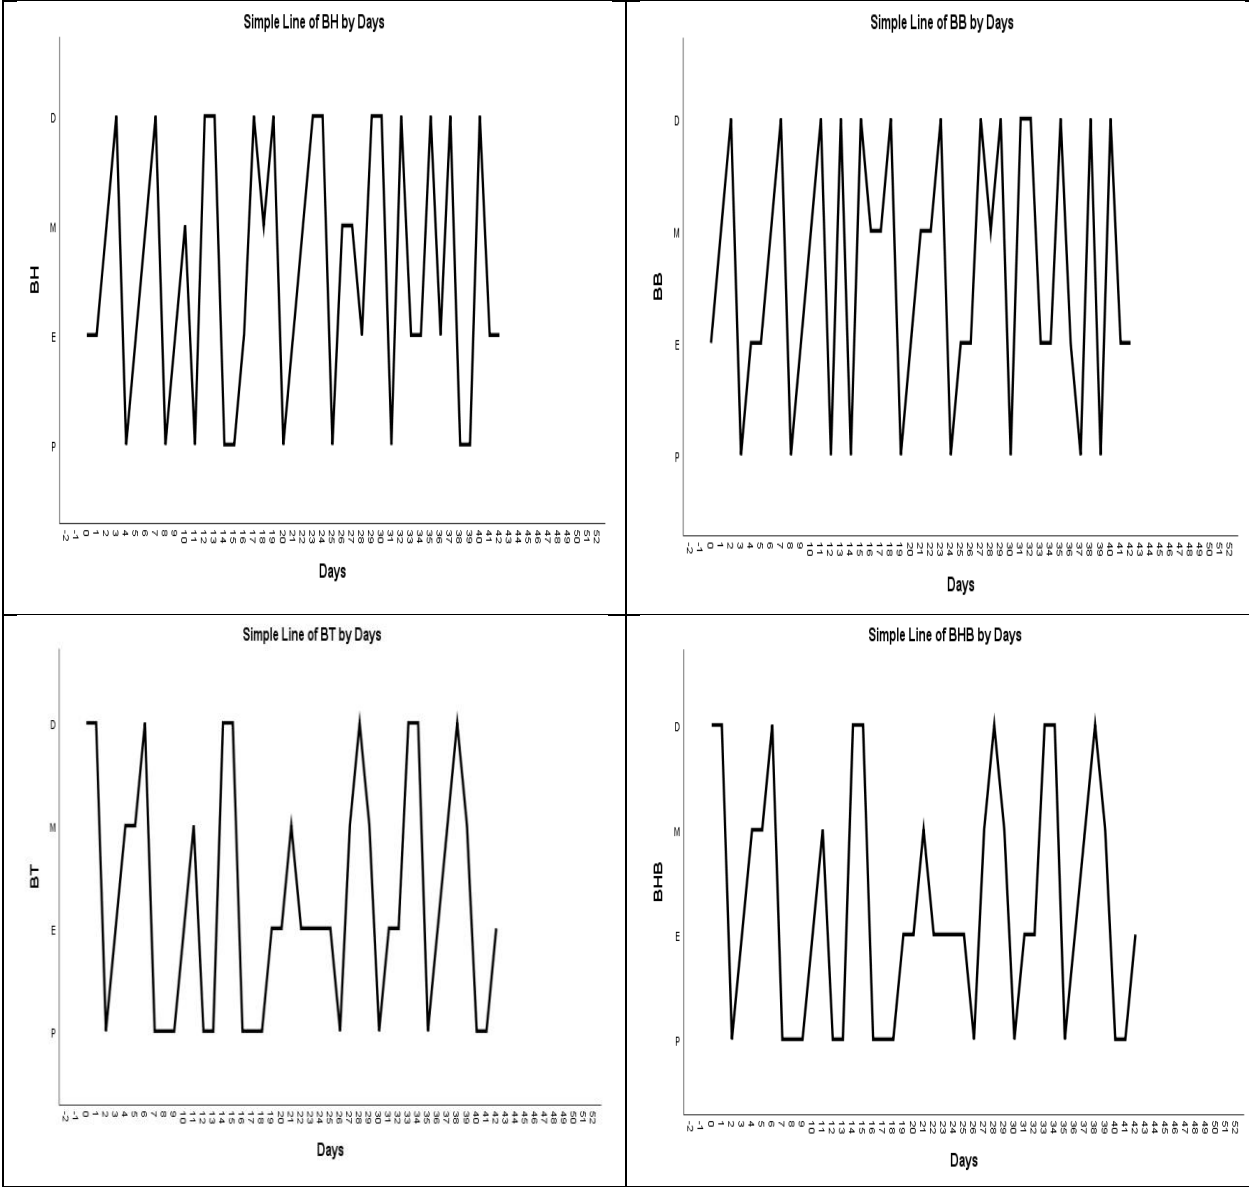 Simple Line of BH by Days
D
M
E
P
BH
-2 -1 0 1 2 3 4 5 6 7 8 9 10 11 12 13 14 15 16 17 18 19 20 21 22 23 24 25 26 27 28 29 30 31 32 33 34 35 36 37 38 39 40 41 42 43 44 45 46 47 48 49 50 51 52
Days
Simple Line of BB by Days
D
M
E
P
BB
-2 -1 0 1 2 3 4 5 6 7 8 9 10 11 12 13 14 15 16 17 18 19 20 21 22 23 24 25 26 27 28 29 30 31 32 33 34 35 36 37 38 39 40 41 42 43 44 45 46 47 48 49 50 51 52
Days
Simple Line of BT by Days
D
M
E
P
BT
-2 -1 0 1 2 3 4 5 6 7 8 9 10 11 12 13 14 15 16 17 18 19 20 21 22 23 24 25 26 27 28 29 30 31 32 33 34 35 36 37 38 39 40 41 42 43 44 45 46 47 48 49 50 51 52
Days
Simple Line of BHB by Days
D
M
E
P
BHB
-2 -1 0 1 2 3 4 5 6 7 8 9 10 11 12 13 14 15 16 17 18 19 20 21 22 23 24 25 26 27 28 29 30 31 32 33 34 35 36 37 38 39 40 41 42 43 44 45 46 47 48 49 50 51 52
Days